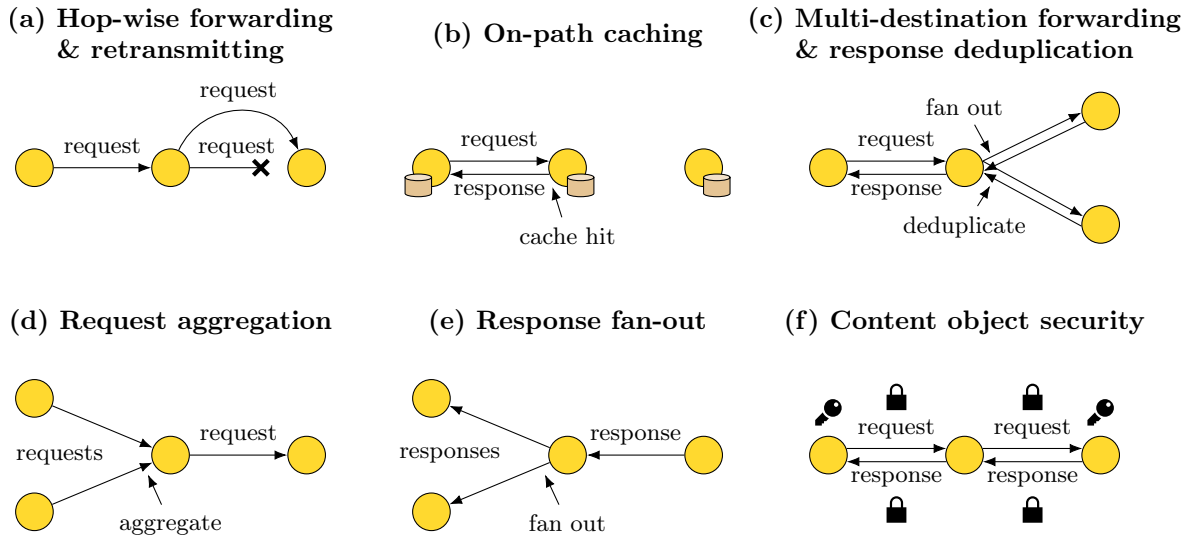 (a) Hop-wise forwarding
& retransmitting
request
request
request
(b) On-path caching
request
response
cache hit
(c) Multi-destination forwarding
& response deduplication
fan out
request
response
deduplicate
(d) Request aggregation
request
requests
aggregate
(e) Response fan-out
response
responses
fan out
(f) Content object security
request
request
response
response